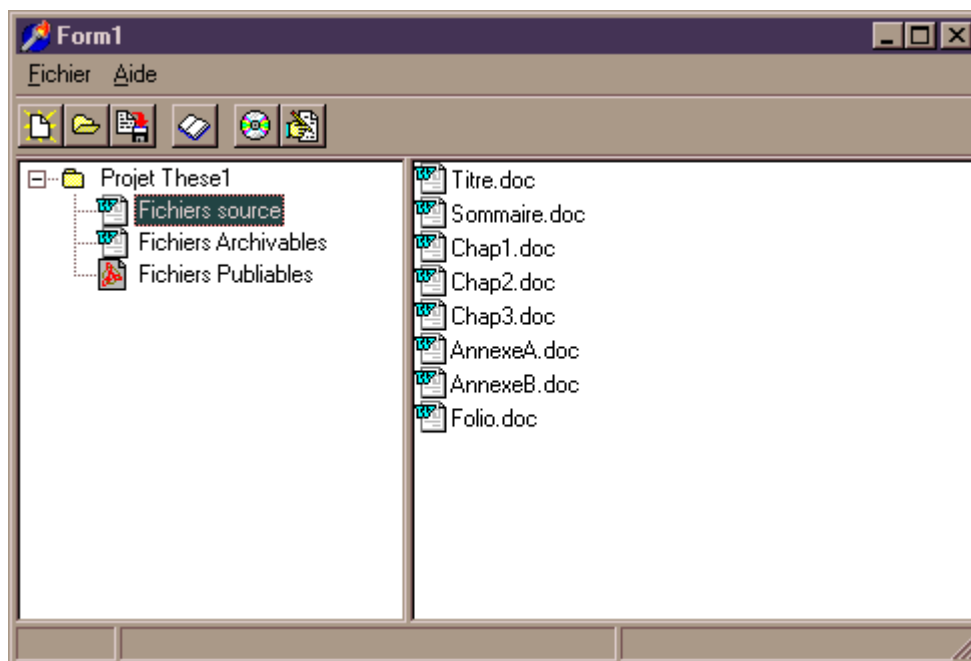 Form1
Fichier Aide
Projet These1
Fichiers source
Fichiers Archivables
Fichiers Publiables
Titre.doc
Sommaire.doc
Chap1.doc
Chap2.doc
Chap3.doc
AnnexeA.doc
AnnexeB.doc
Folio.doc